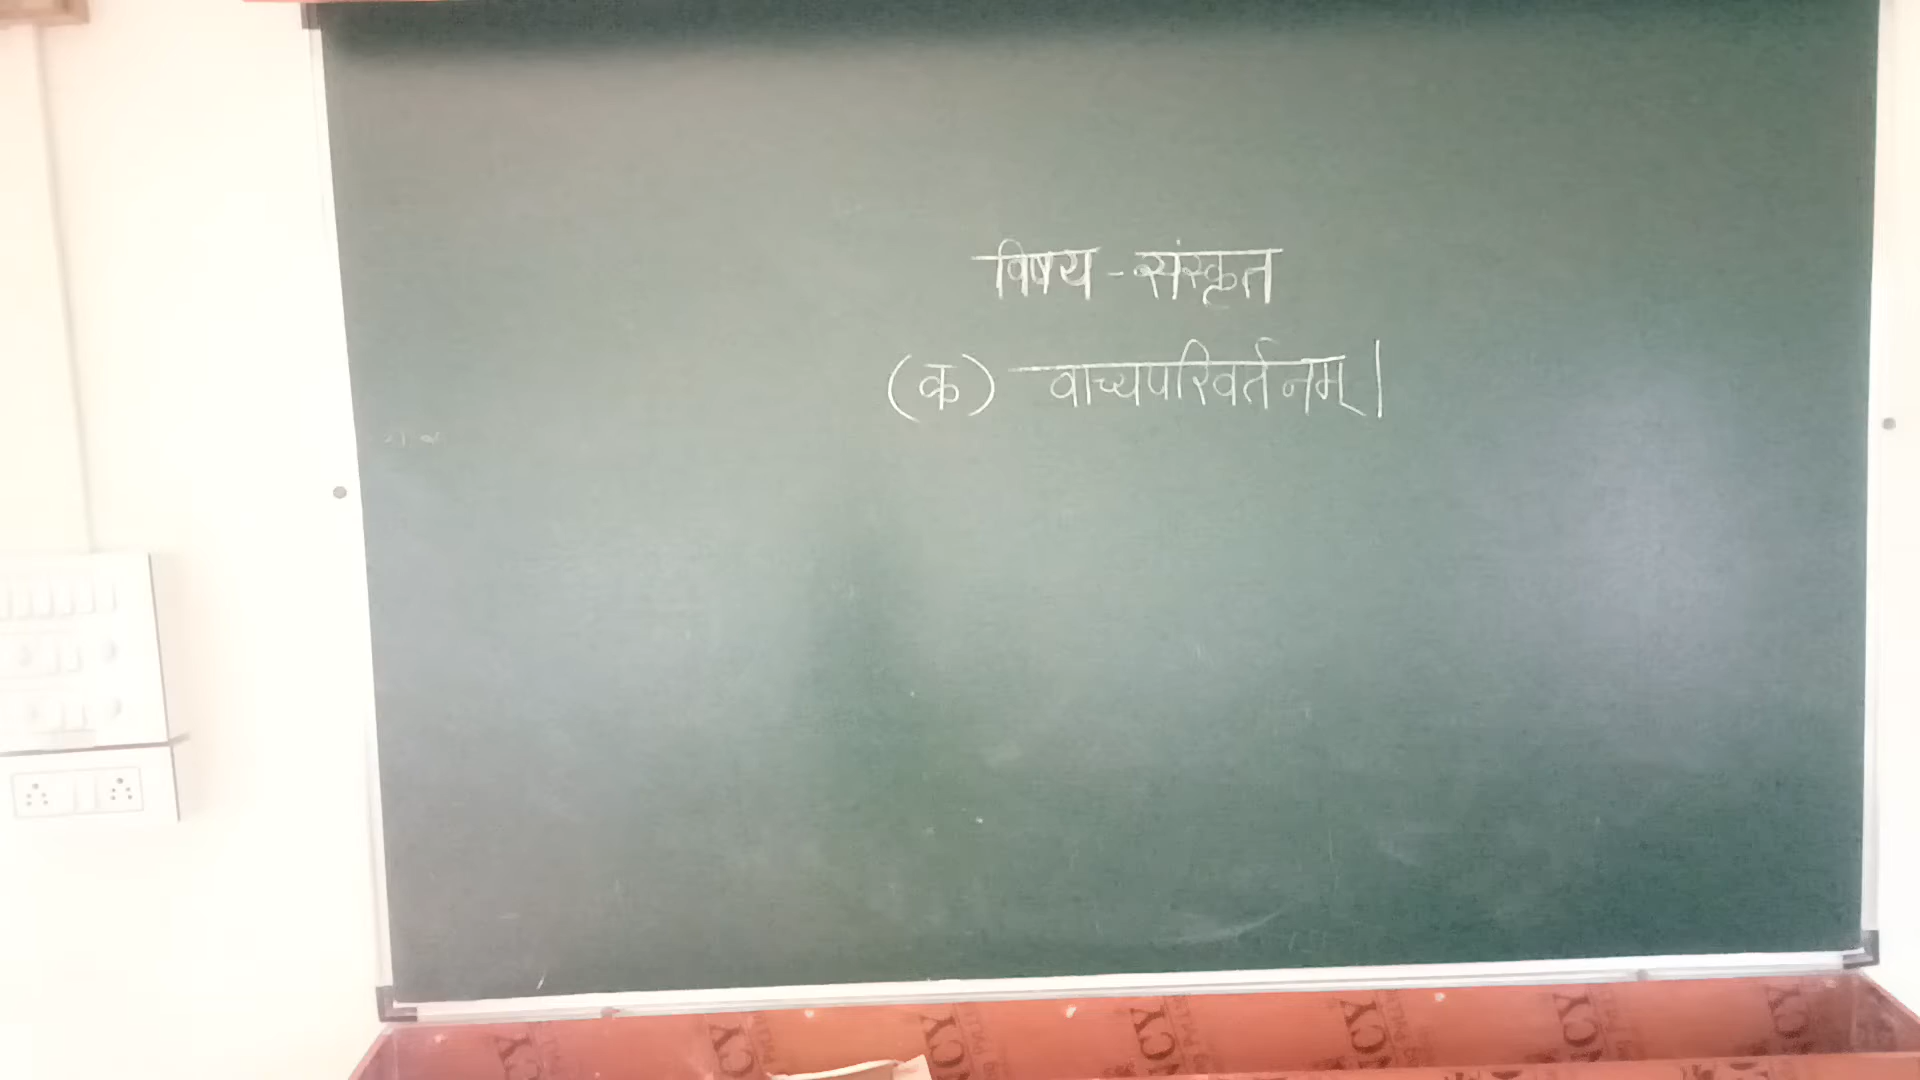 विषय - संस्कृत
(क) वाच्यपरिवर्तनम् |